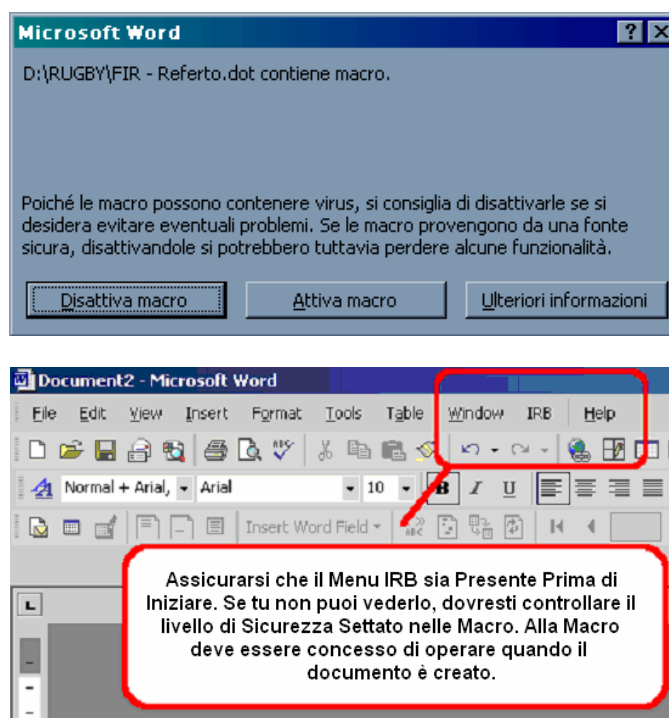 Microsoft Word
D:\RUGBY\FIR - Referto.dot contiene macro.
Poiché le macro possono contenere virus, si consiglia di disattivarle se si
desidera evitare eventuali problemi. Se le macro provengono da una fonte
sicura, disattivandole si potrebbero tuttavia perdere alcune funzionalità.
Disattiva macro Attiva macro Ulteriori informazioni
Document2 - Microsoft Word
File Edit View Insert Format Tools Table Window IRB Help
Normal + Arial, Arial 10 B I U
Insert Word Field
Assicurarsi che il Menu IRB sia Presente Prima di
Iniziare. Se tu non puoi vederlo, dovresti controllare il
livello di Sicurezza Settato nelle Macro. Alla Macro
deve essere concesso di operare quando il
documento è creato.
L